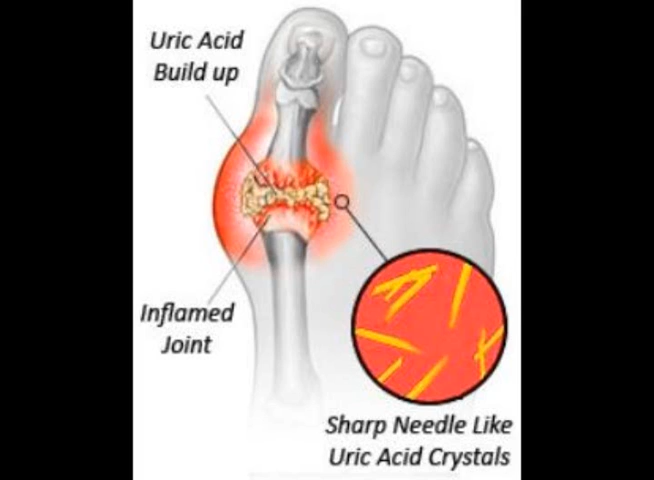 Uric Acid
Build up
Inflamed
Joint
Sharp Needle Like
Uric Acid Crystals